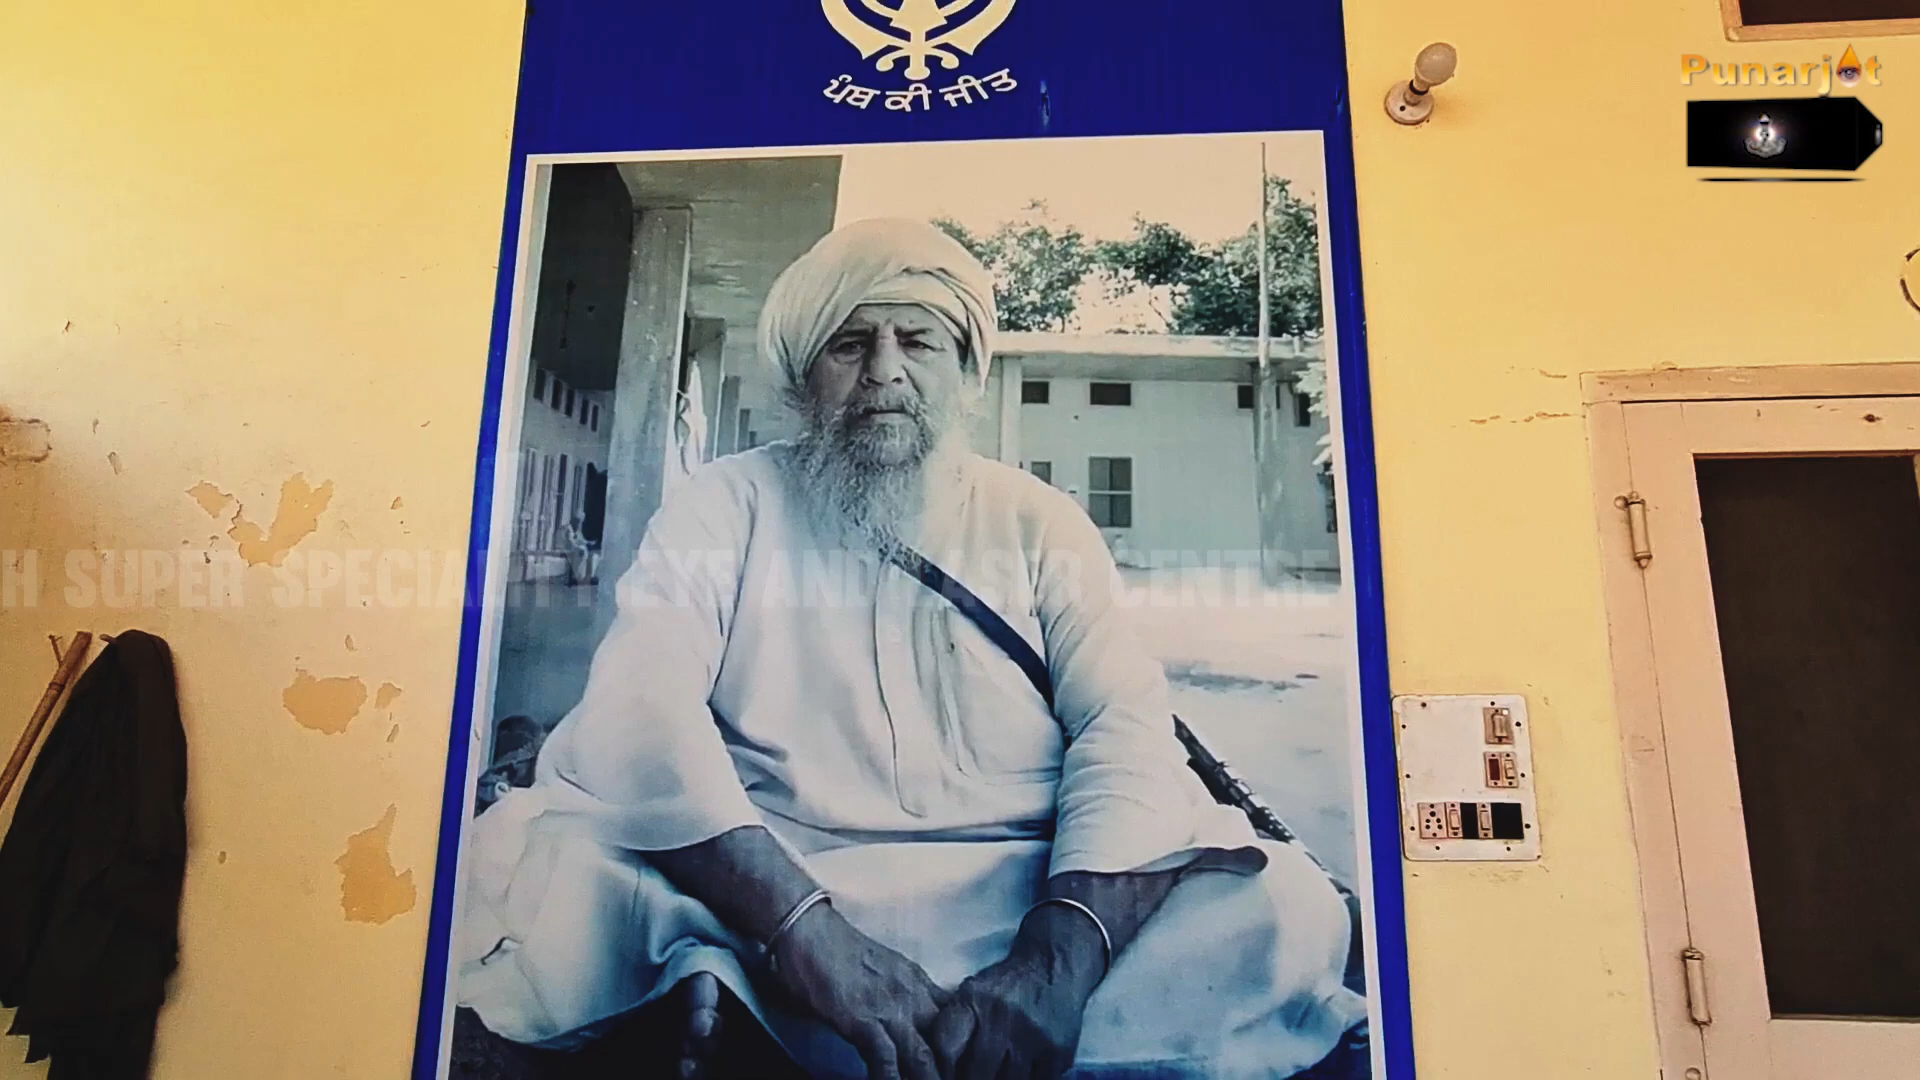 ਪੰਥ ਕੀ ਜੀਤ
Punarjot
H SUPER SPECIALITY EYE AND LASER CENTRE